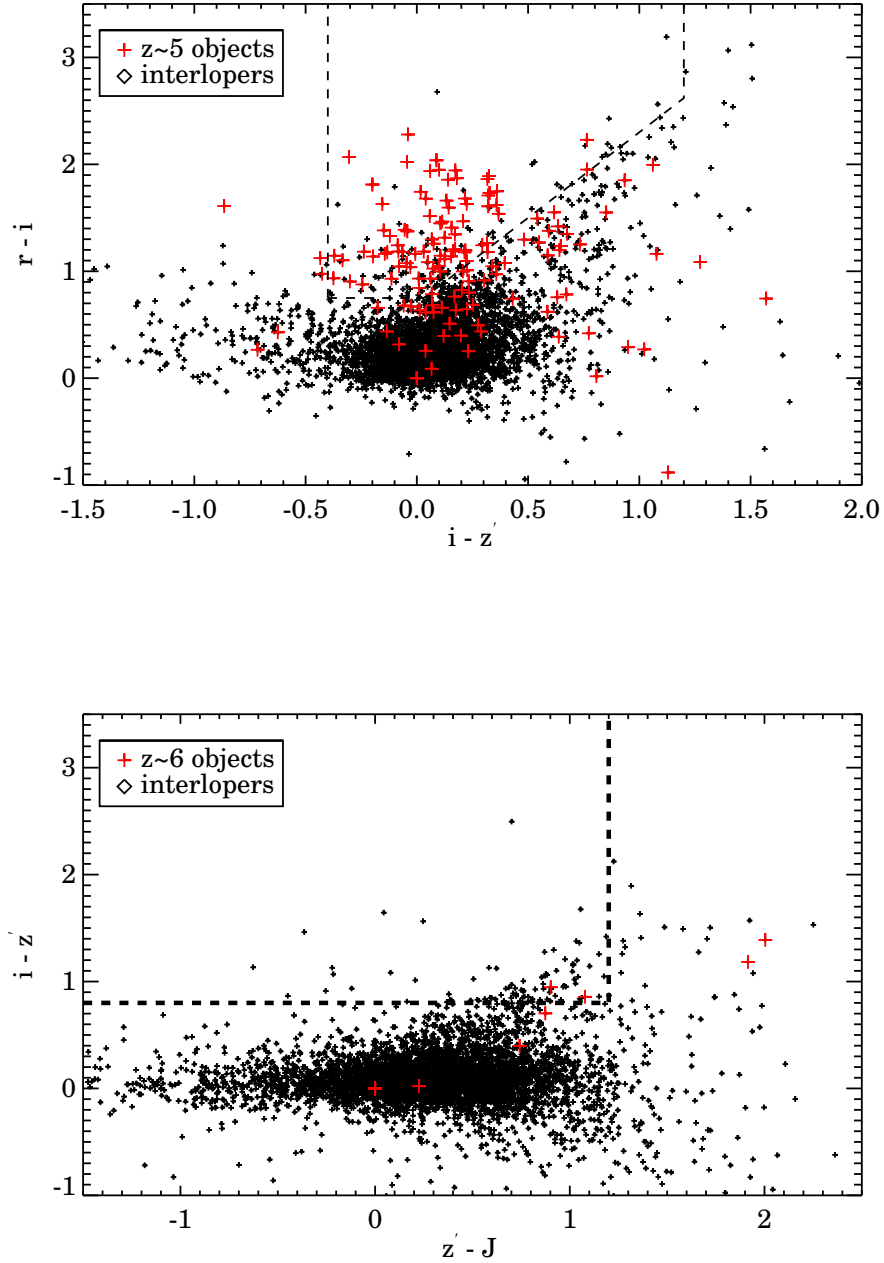 3
2
1
0
-1
r - i
z~5 objects
interlopers
-1.5 -1.0 -0.5 0.0 0.5 1.0 1.5 2.0
i - z′
3
2
1
0
-1
i - z′
z~6 objects
interlopers
-1 0 1 2
z′ - J